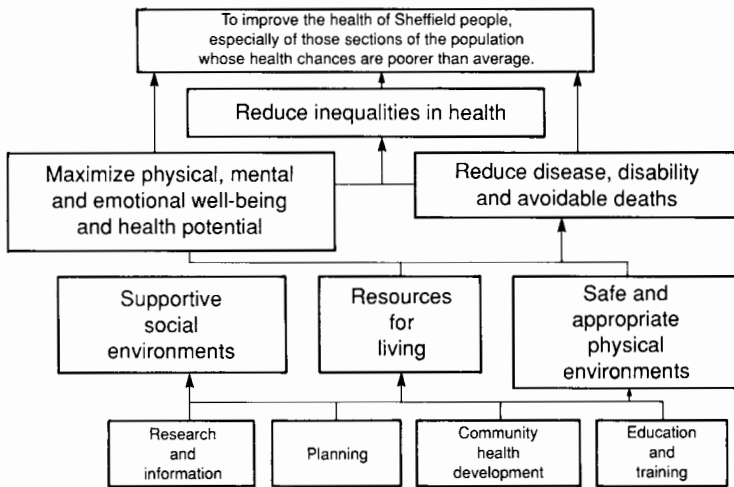 To improve the health of Sheffield people,
especially of those sections of the population
whose health chances are poorer than average.
Reduce inequalities in health
Maximize physical, mental
and emotional well-being
and health potential
Reduce disease, disability
and avoidable deaths
Supportive
social
environments
Resources
for
living
Safe and
appropriate
physical
environments
Research
and
information
Planning
Community
health
development
Education
and
training